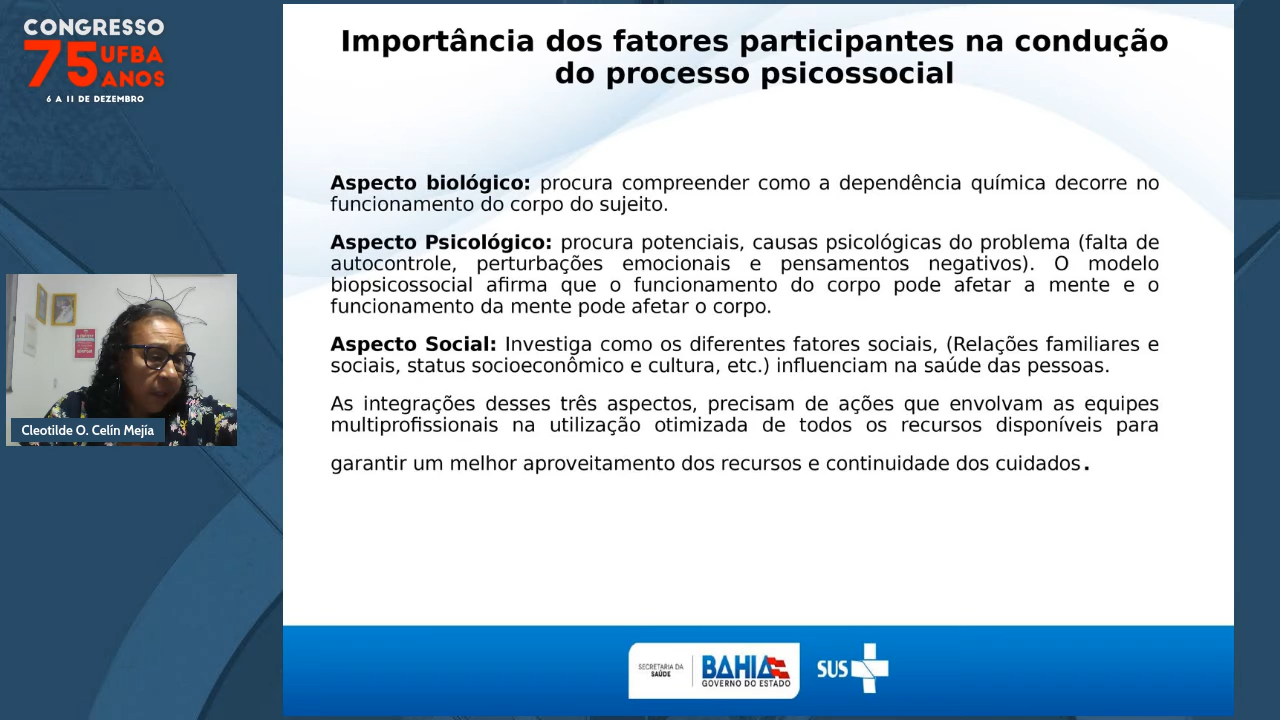 CONGRESSO
75 UFBA
ANOS
6 A 11 DE DEZEMBRO
Importância dos fatores participantes na condução
do processo psicossocial
Aspecto biológico: procura compreender como a dependência química decorre no
funcionamento do corpo do sujeito.
Aspecto Psicológico: procura potenciais, causas psicológicas do problema (falta de
autocontrole, perturbações emocionais e pensamentos negativos). O modelo
biopsicossocial afirma que o funcionamento do corpo pode afetar a mente e o
funcionamento da mente pode afetar o corpo.
Aspecto Social: Investiga como os diferentes fatores sociais, (Relações familiares e
sociais, status socioeconômico e cultura, etc.) influenciam na saúde das pessoas.
As integrações desses três aspectos, precisam de ações que envolvam as equipes
multiprofissionais na utilização otimizada de todos os recursos disponíveis para
garantir um melhor aproveitamento dos recursos e continuidade dos cuidados.
Cleotilde O. Celín Mejía
SECRETARIA DA
SAÚDE
BAHIA
GOVERNO DO ESTADO
SUS